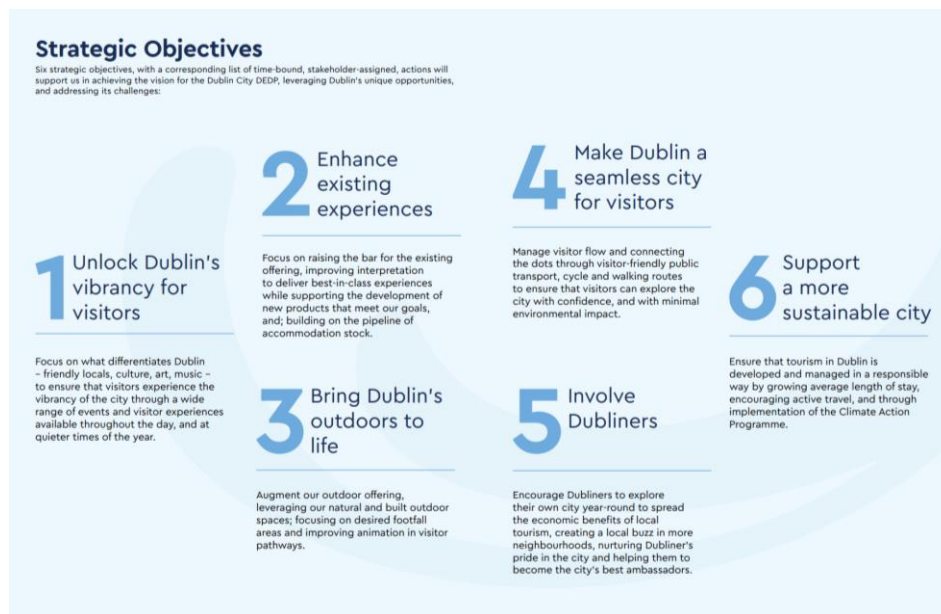 Strategic Objectives
Six strategic objectives, with a corresponding list of time-bound, stakeholder-assigned, actions will
support us in achieving the vision for the Dublin City DEDP, leveraging Dublin's unique opportunities,
and addressing its challenges:
1
Unlock Dublin's
vibrancy for
visitors
Focus on what differentiates Dublin
– friendly locals, culture, art, music –
to ensure that visitors experience the
vibrancy of the city through a wide
range of events and visitor experiences
available throughout the day, and at
quieter times of the year.
2
Enhance
existing
experiences
Focus on raising the bar for the existing
offering, improving interpretation
to deliver best-in-class experiences
while supporting the development of
new products that meet our goals,
and; building on the pipeline of
accommodation stock.
3
Bring Dublin's
outdoors to
life
Augment our outdoor offering,
leveraging our natural and built outdoor
spaces; focusing on desired footfall
areas and improving animation in visitor
pathways.
4
Make Dublin a
seamless city
for visitors
Manage visitor flow and connecting
the dots through visitor-friendly public
transport, cycle and walking routes
to ensure that visitors can explore the
city with confidence, and with minimal
environmental impact.
5
Involve
Dubliners
Encourage Dubliners to explore
their own city year-round to spread
the economic benefits of local
tourism, creating a local buzz in more
neighbourhoods, nurturing Dubliner's
pride in the city and helping them to
become the city's best ambassadors.
6
Support
a more
sustainable city
Ensure that tourism in Dublin is
developed and managed in a responsible
way by growing average length of stay,
encouraging active travel, and through
implementation of the Climate Action
Programme.